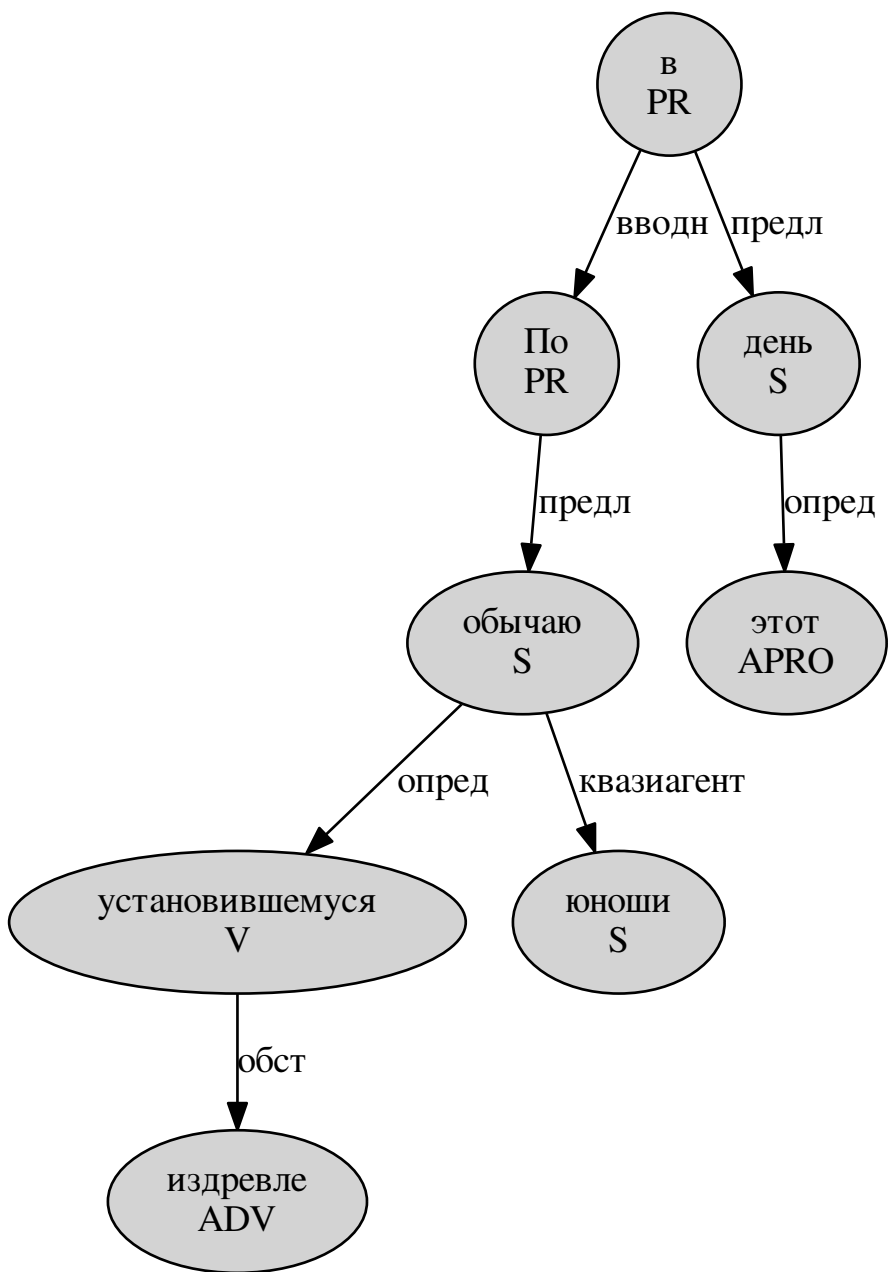 в
PR
вводн
предл
По
PR
день
S
предл
опред
обычаю
S
этот
APRO
опред
квазиагент
установившемуся
V
юноши
S
обст
издревле
ADV